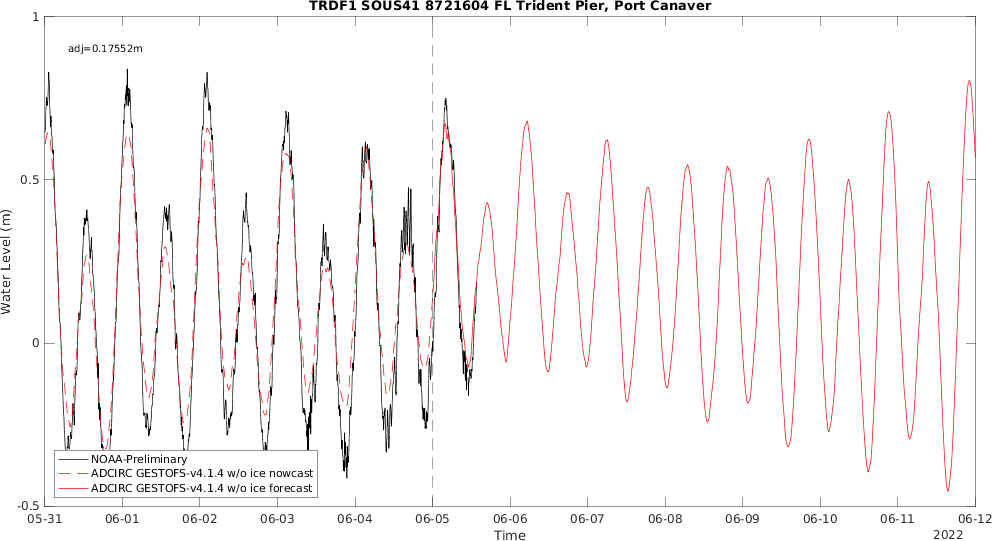 TRDF1 SOUS41 8721604 FL Trident Pier, Port Canaver
adj=0.17552m
1
0.5
0
-0.5
Water Level (m)
NOAA-Preliminary
ADCIRC GESTOFS-v4.1.4 w/o ice nowcast
ADCIRC GESTOFS-v4.1.4 w/o ice forecast
05-31 06-01 06-02 06-03 06-04 06-05 06-06 06-07 06-08 06-09 06-10 06-11 06-12
Time
2022